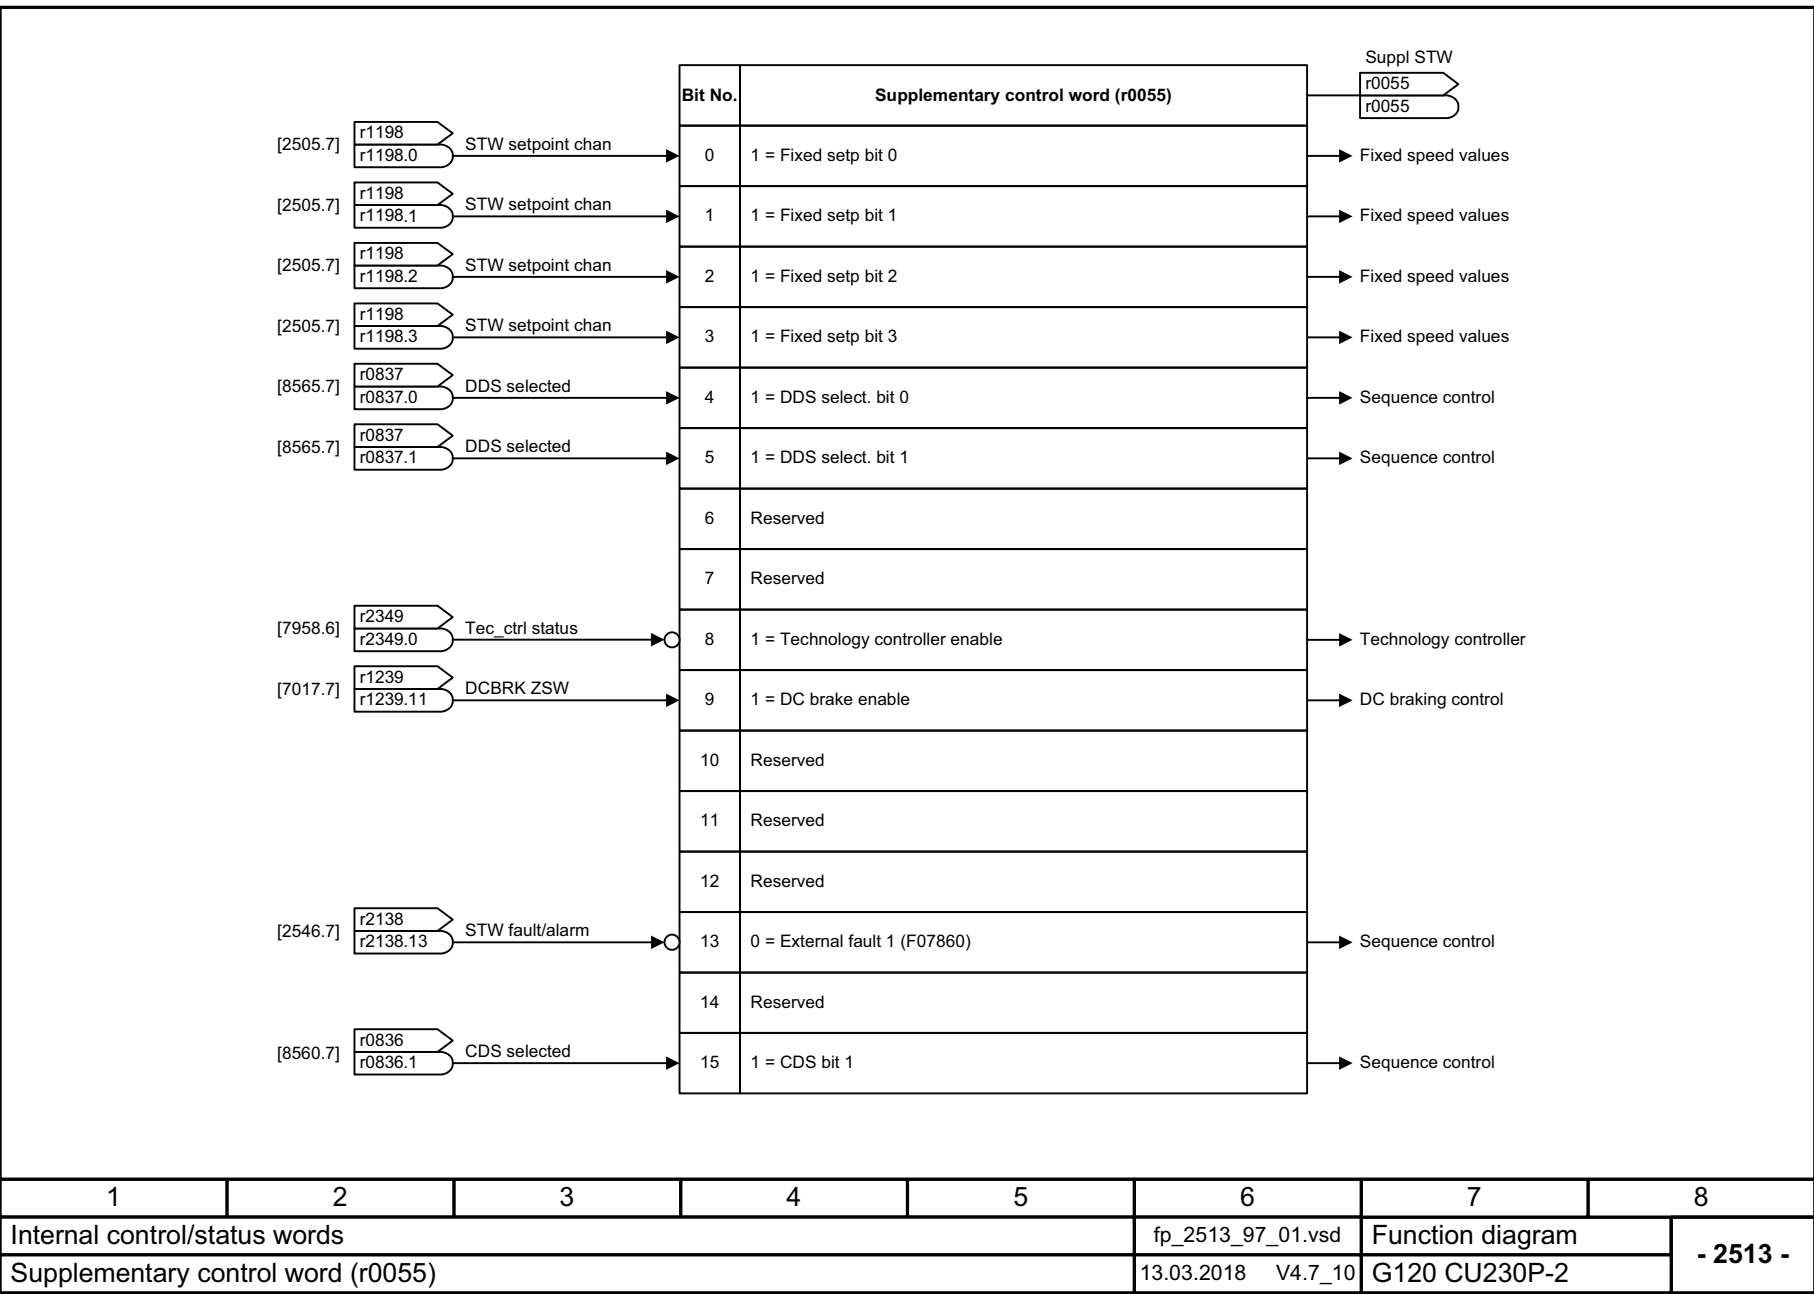 Suppl STW
r0055
r0055
Bit No. Supplementary control word (r0055)
[2505.7] r1198 STW setpoint chan
r1198.0 0 1 = Fixed setp bit 0 Fixed speed values
[2505.7] r1198 STW setpoint chan
r1198.1 1 1 = Fixed setp bit 1 Fixed speed values
[2505.7] r1198 STW setpoint chan
r1198.2 2 1 = Fixed setp bit 2 Fixed speed values
[2505.7] r1198 STW setpoint chan
r1198.3 3 1 = Fixed setp bit 3 Fixed speed values
[8565.7] r0837 DDS selected
r0837.0 4 1 = DDS select. bit 0 Sequence control
[8565.7] r0837 DDS selected
r0837.1 5 1 = DDS select. bit 1 Sequence control
6 Reserved
7 Reserved
[7958.6] r2349 Tec_ctrl status
r2349.0 8 1 = Technology controller enable Technology controller
[7017.7] r1239 DCBRK ZSW
r1239.11 9 1 = DC brake enable DC braking control
10 Reserved
11 Reserved
12 Reserved
[2546.7] r2138 STW fault/alarm
r2138.13 13 0 = External fault 1 (F07860) Sequence control
14 Reserved
[8560.7] r0836 CDS selected
r0836.1 15 1 = CDS bit 1 Sequence control
1 2 3 4 5 6 7 8
Internal control/status words fp_2513_97_01.vsd Function diagram - 2513 -
Supplementary control word (r0055) 13.03.2018 V4.7_10 G120 CU230P-2